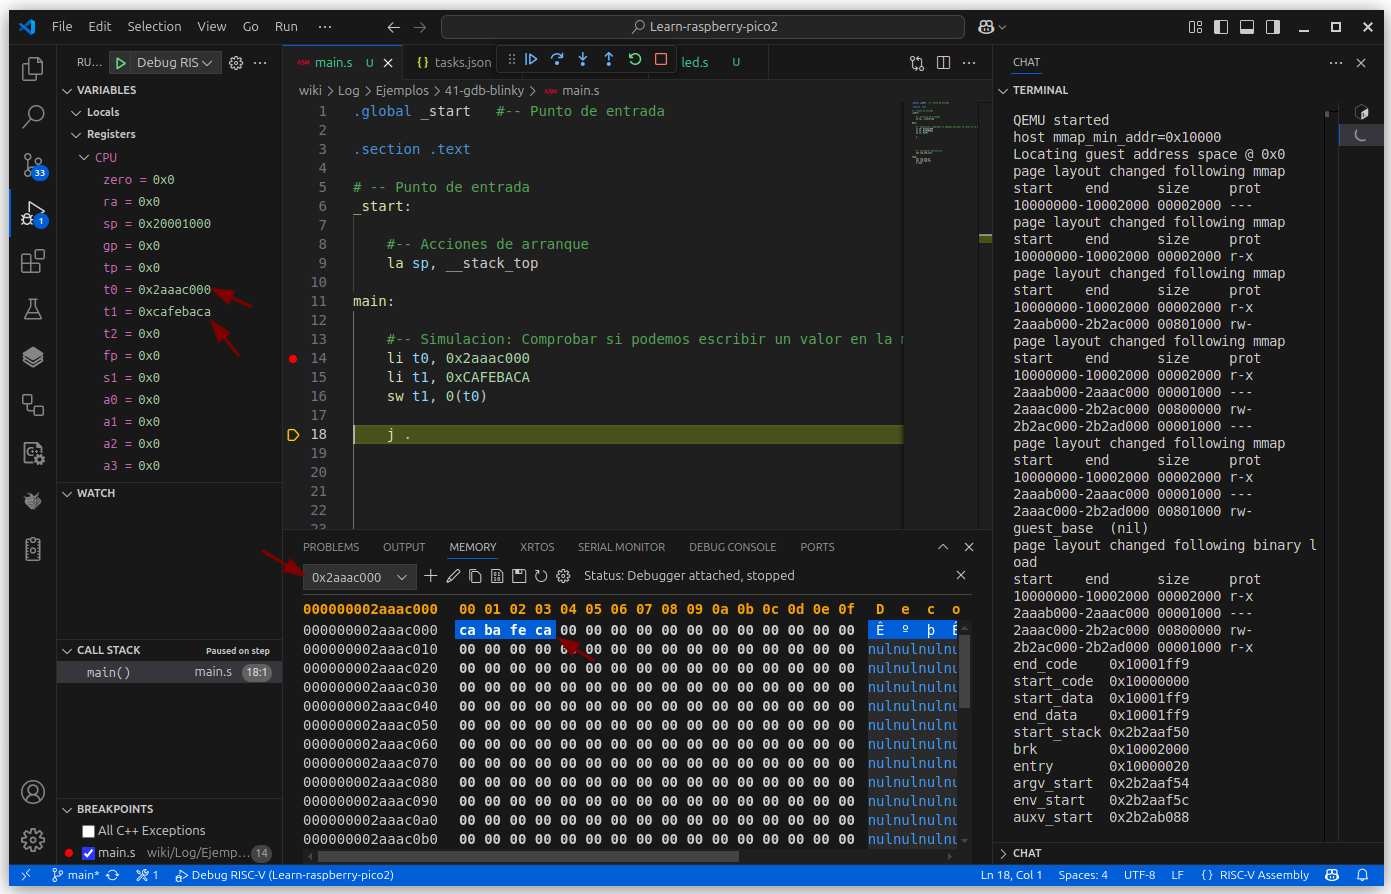 File Edit Selection View Go Run ··· Learn-raspberry-pico2
RU... Debug RIS
VARIABLES
Locals
Registers
CPU
zero = 0x0
ra = 0x0
sp = 0x20001000
gp = 0x0
tp = 0x0
t0 = 0x2aaac000
t1 = 0xcafebaca
t2 = 0x0
fp = 0x0
s1 = 0x0
a0 = 0x0
a1 = 0x0
a2 = 0x0
a3 = 0x0
33
1
WATCH
CALL STACK Paused on step
main() main.s 18:1
BREAKPOINTS
All C++ Exceptions
main.s wiki/Log/Ejemp... 14
ASM main.s U {} tasks.json led.s U
wiki > Log > Ejemplos > 41-gdb-blinky > ASM main.s
1 .global _start #-- Punto de entrada
2
3 .section .text
4
5 # -- Punto de entrada
6 _start:
7
8 #-- Acciones de arranque
9 la sp, __stack_top
10
11 main:
12
13 #-- Simulacion: Comprobar si podemos escribir un valor en la
14 li t0, 0x2aaac000
15 li t1, 0xCAFEBACA
16 sw t1, 0(t0)
17
18 j .
19
20
21
22
23
PROBLEMS OUTPUT MEMORY XRTOS SERIAL MONITOR DEBUG CONSOLE PORTS
0x2aaac000 Status: Debugger attached, stopped
000000002aaac000 00 01 02 03 04 05 06 07 08 09 0a 0b 0c 0d 0e 0f D e c o
000000002aaac000 ca ba fe ca 00 00 00 00 00 00 00 00 00 00 00 00 Ê º þ Ê
000000002aaac010 00 00 00 00 00 00 00 00 00 00 00 00 00 00 00 00 nulnulnulnu
000000002aaac020 00 00 00 00 00 00 00 00 00 00 00 00 00 00 00 00 nulnulnulnu
000000002aaac030 00 00 00 00 00 00 00 00 00 00 00 00 00 00 00 00 nulnulnulnu
000000002aaac040 00 00 00 00 00 00 00 00 00 00 00 00 00 00 00 00 nulnulnulnu
000000002aaac050 00 00 00 00 00 00 00 00 00 00 00 00 00 00 00 00 nulnulnulnu
000000002aaac060 00 00 00 00 00 00 00 00 00 00 00 00 00 00 00 00 nulnulnulnu
000000002aaac070 00 00 00 00 00 00 00 00 00 00 00 00 00 00 00 00 nulnulnulnu
000000002aaac080 00 00 00 00 00 00 00 00 00 00 00 00 00 00 00 00 nulnulnulnu
000000002aaac090 00 00 00 00 00 00 00 00 00 00 00 00 00 00 00 00 nulnulnulnu
000000002aaac0a0 00 00 00 00 00 00 00 00 00 00 00 00 00 00 00 00 nulnulnulnu
000000002aaac0b0 00 00 00 00 00 00 00 00 00 00 00 00 00 00 00 00 nulnulnulnu
CHAT
TERMINAL
QEMU started
host mmap_min_addr=0x10000
Locating guest address space @ 0x0
page layout changed following mmap
start end size prot
10000000-10002000 00002000 ---
page layout changed following mmap
start end size prot
10000000-10002000 00002000 r-x
page layout changed following mmap
start end size prot
10000000-10002000 00002000 r-x
2aaab000-2b2ac000 00801000 rw-
page layout changed following mmap
start end size prot
10000000-10002000 00002000 r-x
2aaab000-2aaac000 00001000 ---
2aaac000-2b2ac000 00800000 rw-
2b2ac000-2b2ad000 00001000 ---
page layout changed following mmap
start end size prot
10000000-10002000 00002000 r-x
2aaab000-2aaac000 00001000 ---
2aaac000-2b2ad000 00801000 rw-
guest_base (nil)
page layout changed following binary l
oad
start end size prot
10000000-10002000 00002000 r-x
2aaab000-2aaac000 00001000 ---
2aaac000-2b2ac000 00800000 rw-
2b2ac000-2b2ad000 00001000 r-x
end_code 0x10001ff9
start_code 0x10000000
start_data 0x10001ff9
end_data 0x10001ff9
start_stack 0x2b2aaf50
brk 0x10002000
entry 0x10000020
argv_start 0x2b2aaf54
env_start 0x2b2aaf5c
auxv_start 0x2b2ab088
CHAT
main* 1 Debug RISC-V (Learn-raspberry-pico2) Ln 18, Col 1 Spaces: 4 UTF-8 LF {} RISC-V Assembly